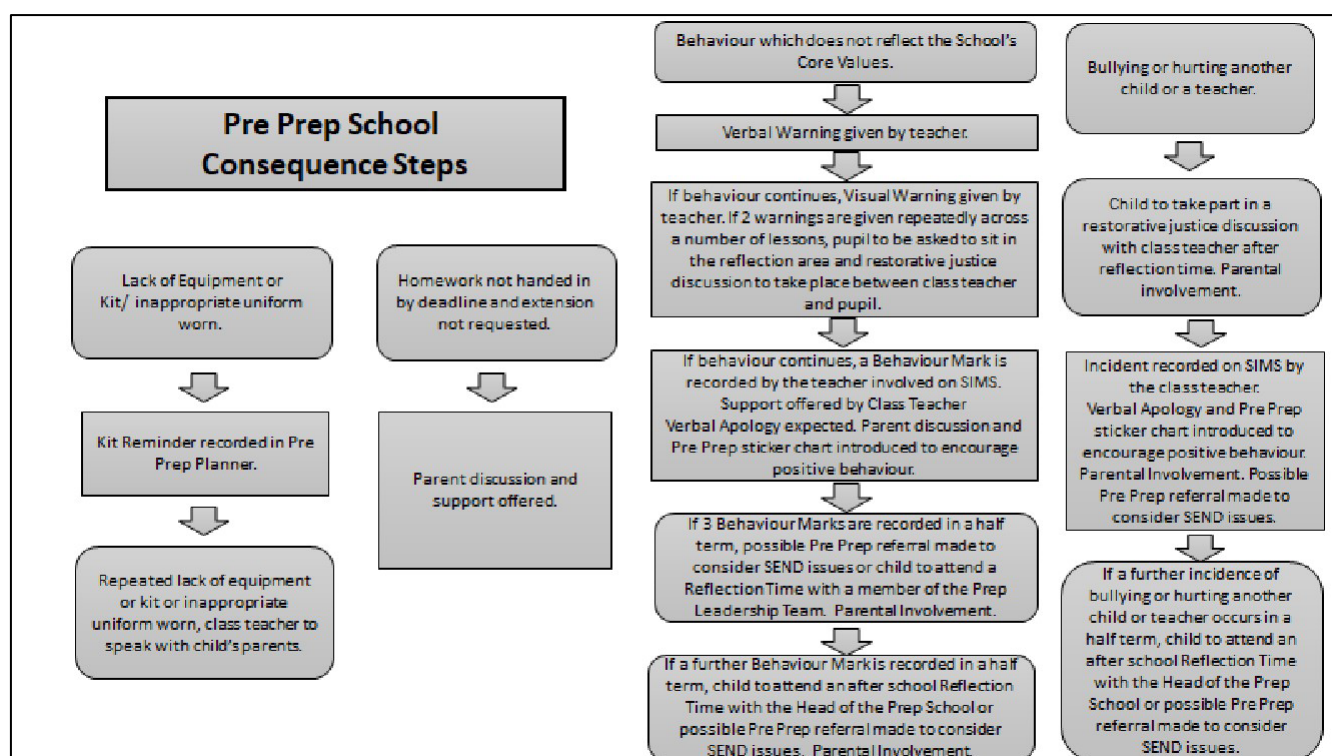 Pre Prep School
Consequence Steps
Lack of Equipment or
Kit/ inappropriate uniform
worn.
Kit Reminder recorded in Pre
Prep Planner.
Repeated lack of equipment
or kit or inappropriate
uniform worn, class teacher to
speak with child's parents.
Homework not handed in
by deadline and extension
not requested.
Parent discussion and
support offered.
Behaviour which does not reflect the School's
Core Values.
Verbal Warning given by teacher.
If behaviour continues, Visual Warning given by
teacher. If 2 warnings are given repeatedly across
a number of lessons, pupil to be asked to sit in
the reflection area and restorative justice
discussion to take place between class teacher
and pupil.
If behaviour continues, a Behaviour Mark is
recorded by the teacher involved on SIMS.
Support offered by Class Teacher
Verbal Apology expected. Parent discussion and
Pre Prep sticker chart introduced to encourage
positive behaviour.
If 3 Behaviour Marks are recorded in a half
term, possible Pre Prep referral made to
consider SEND issues or child to attend a
Reflection Time with a member of the Prep
Leadership Team. Parental Involvement.
If a further Behaviour Mark is recorded in a half
term, child to attend an after school Reflection
Time with the Head of the Prep School or
possible Pre Prep referral made to consider
SEND issues. Parental Involvement.
Bullying or hurting another
child or a teacher.
Child to take part in a
restorative justice discussion
with class teacher after
reflection time. Parental
involvement.
Incident recorded on SIMS by
the class teacher.
Verbal Apology and Pre Prep
sticker chart introduced to
encourage positive behaviour.
Parental Involvement. Possible
Pre Prep referral made to
consider SEND issues.
If a further incidence of
bullying or hurting another
child or teacher occurs in a
half term, child to attend an
after school Reflection Time
with the Head of the Prep
School or possible Pre Prep
referral made to consider
SEND issues.